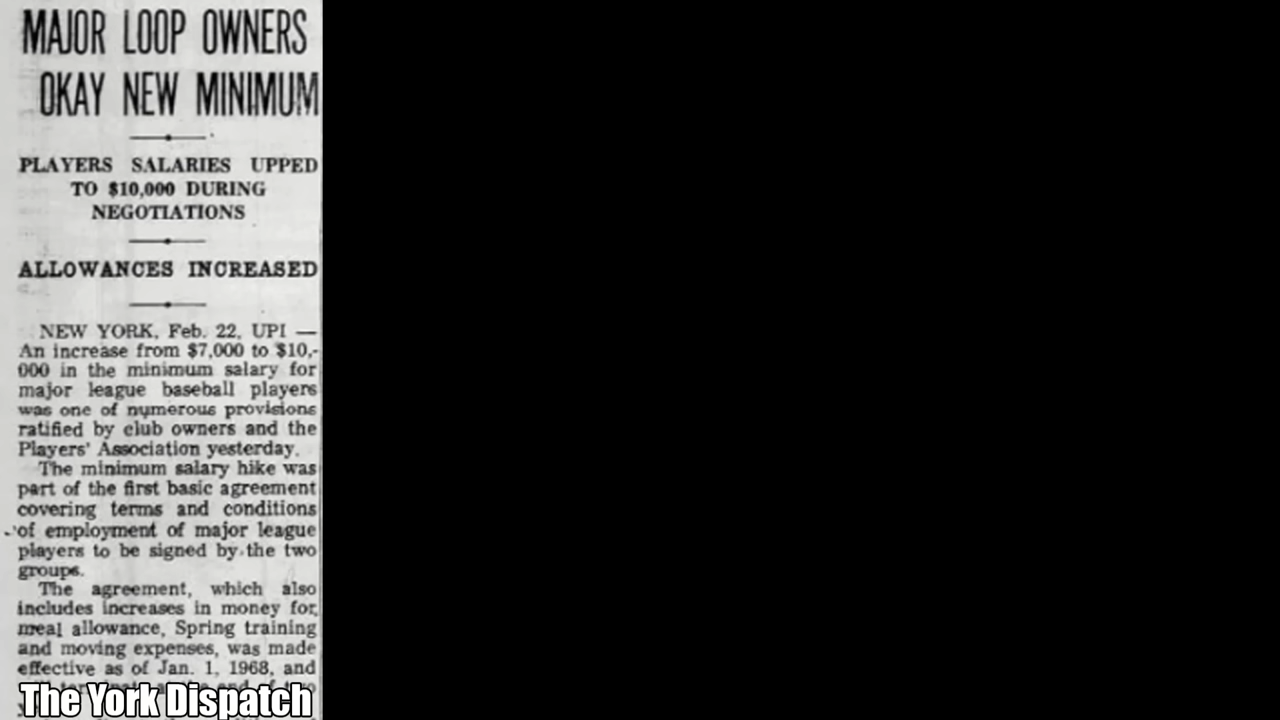 MAJOR LOOP OWNERS
OKAY NEW MINIMUM
PLAYERS SALARIES UPPED
TO $10,000 DURING
NEGOTIATIONS
ALLOWANCES INCREASED
NEW YORK, Feb. 22, UPI —
An increase from $7,000 to $10,-
000 in the minimum salary for
major league baseball players
was one of numerous provisions
ratified by club owners and the
Players' Association yesterday.
The minimum salary hike was
part of the first basic agreement
covering terms and conditions
of employment of major league
players to be signed by the two
groups.
The agreement, which also
includes increases in money for
meal allowance, Spring training
and moving expenses, was made
effective as of Jan. 1, 1968, and
The York Dispatch